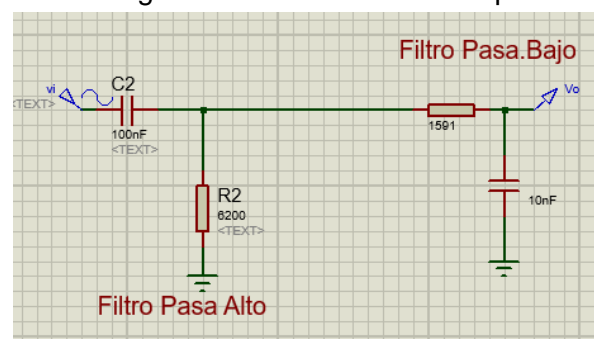 Filtro Pasa.Bajo
vi
C2
Vo
<TEXT>
100nF
<TEXT>
1591
10nF
R2
6200
<TEXT>
Filtro Pasa Alto